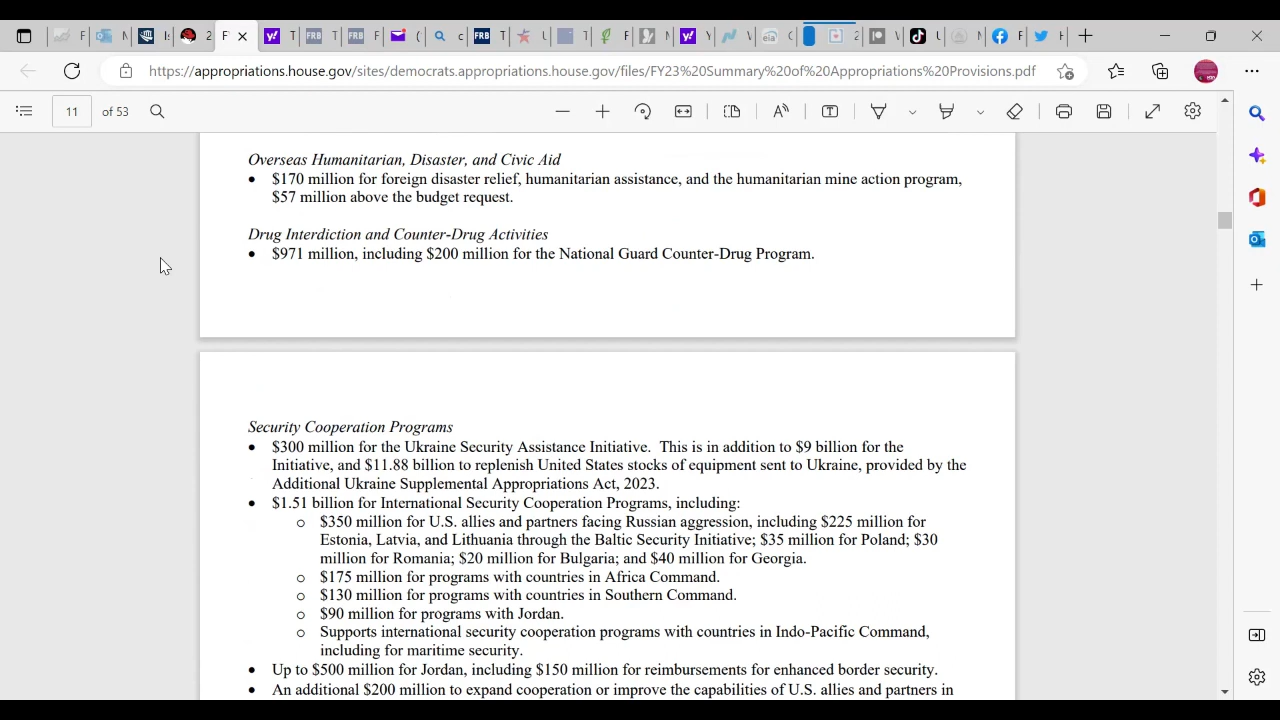 F
N
Is
2
F
T
T
F
(
c
T
U
T
F
N
Y
V
C
2
V
U
N
F
H
https://appropriations.house.gov/sites/democrats.appropriations.house.gov/files/FY23%20Summary%20of%20Appropriations%20Provisions.pdf
11 of 53
Overseas Humanitarian, Disaster, and Civic Aid
• $170 million for foreign disaster relief, humanitarian assistance, and the humanitarian mine action program,
$57 million above the budget request.
Drug Interdiction and Counter-Drug Activities
• $971 million, including $200 million for the National Guard Counter-Drug Program.
Security Cooperation Programs
• $300 million for the Ukraine Security Assistance Initiative. This is in addition to $9 billion for the
Initiative, and $11.88 billion to replenish United States stocks of equipment sent to Ukraine, provided by the
Additional Ukraine Supplemental Appropriations Act, 2023.
• $1.51 billion for International Security Cooperation Programs, including:
o $350 million for U.S. allies and partners facing Russian aggression, including $225 million for
Estonia, Latvia, and Lithuania through the Baltic Security Initiative; $35 million for Poland; $30
million for Romania; $20 million for Bulgaria; and $40 million for Georgia.
o $175 million for programs with countries in Africa Command.
o $130 million for programs with countries in Southern Command.
o $90 million for programs with Jordan.
o Supports international security cooperation programs with countries in Indo-Pacific Command,
including for maritime security.
• Up to $500 million for Jordan, including $150 million for reimbursements for enhanced border security.
• An additional $200 million to expand cooperation or improve the capabilities of U.S. allies and partners in